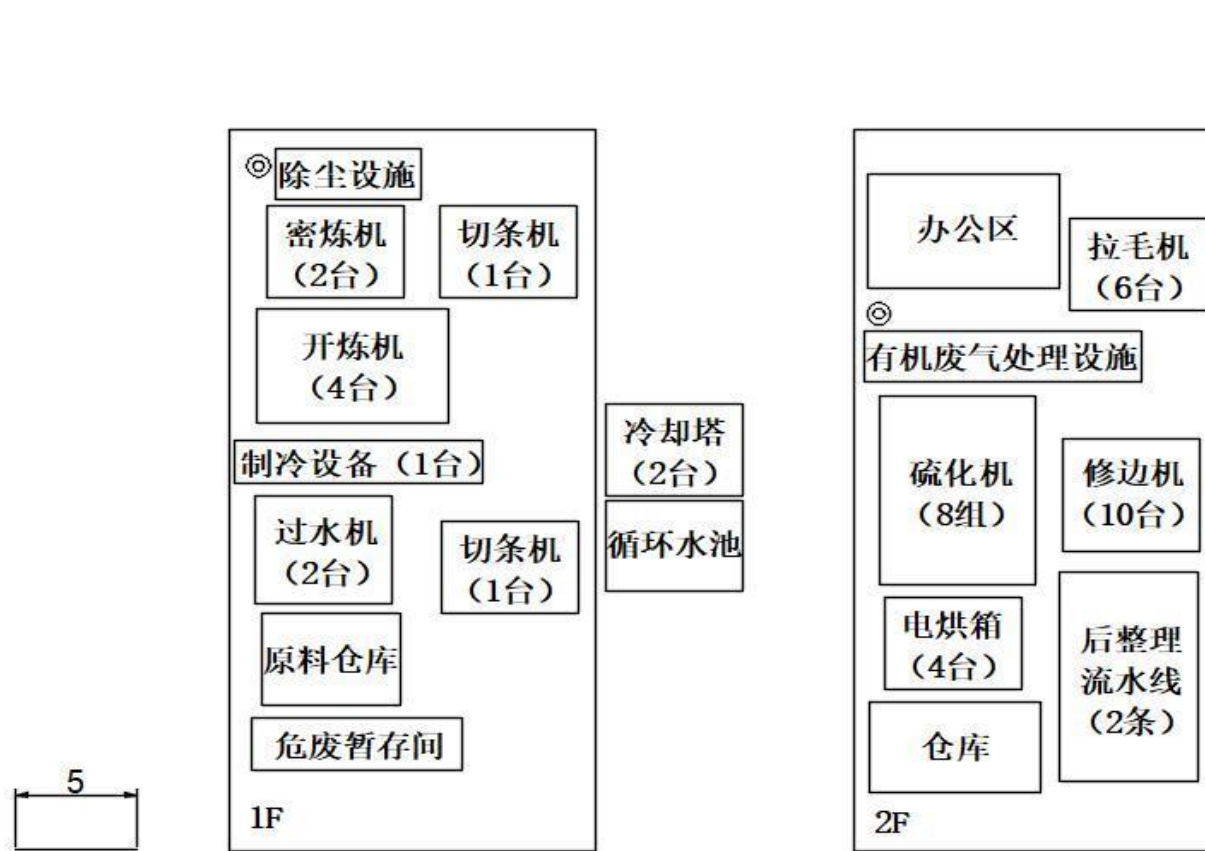 除尘设施
密炼机
（2台）
切条机
（1台）
开炼机
（4台）
制冷设备（1台）
过水机
（2台）
切条机
（1台）
原料仓库
危废暂存间
1F
冷却塔
（2台）
循环水池
办公区
拉毛机
（6台）
有机废气处理设施
硫化机
（8组）
修边机
（10台）
电烘箱
（4台）
后整理
流水线
（2条）
仓库
2F
5